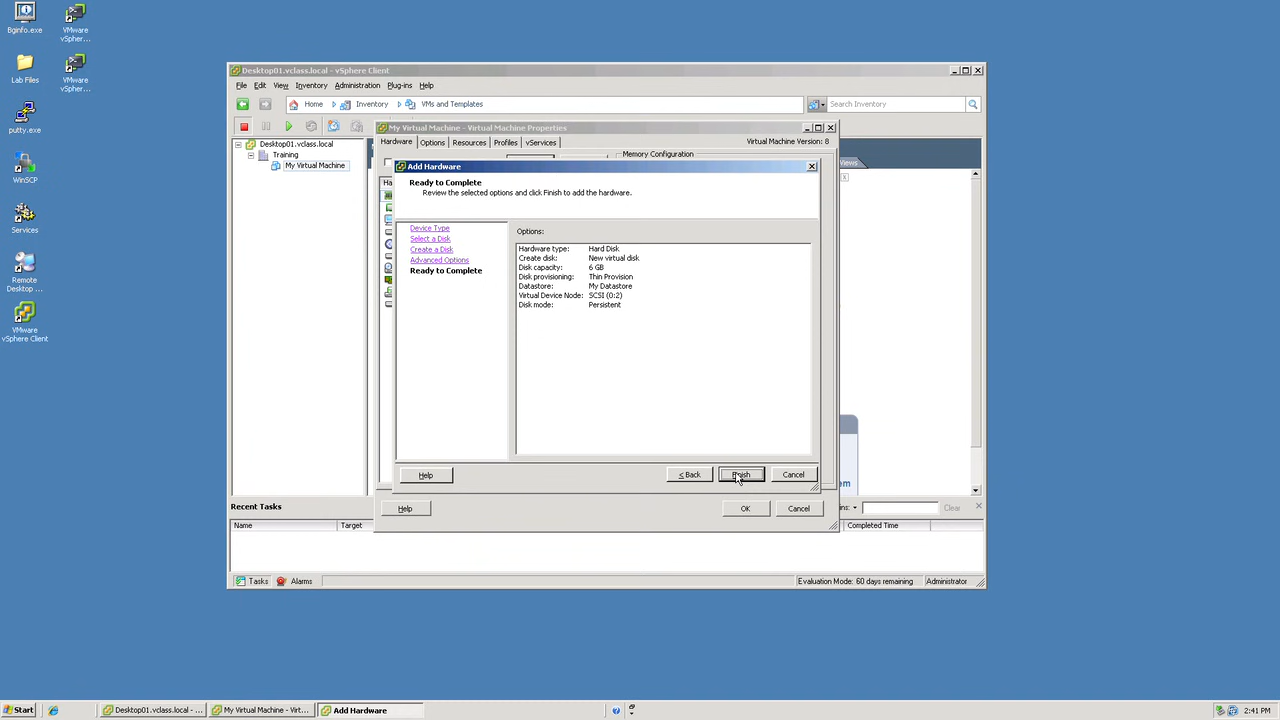 Bginfo.exe
VMware
vSpher...
Lab Files
VMware
vSpher...
putty.exe
WinSCP
Services
Remote
Desktop ...
VMware
vSphere Client
Desktop01.vclass.local - vSphere Client
File Edit View Inventory Administration Plug-ins Help
Home Inventory VMs and Templates
Search Inventory
Desktop01.vclass.local
Training
My Virtual Machine
My Virtual Machine - Virtual Machine Properties
Hardware Options Resources Profiles vServices
Virtual Machine Version: 8
Memory Configuration
Views
Ha
Add Hardware
Ready to Complete
Review the selected options and click Finish to add the hardware.
Device Type
Select a Disk
Create a Disk
Advanced Options
Ready to Complete
Options:
Hardware type: Hard Disk
Create disk: New virtual disk
Disk capacity: 6 GB
Disk provisioning: Thin Provision
Datastore: My Datastore
Virtual Device Node: SCSI (0:2)
Disk mode: Persistent
em
Help < Back Finish Cancel
Help OK Cancel
Recent Tasks
ins:
Clear
Name Target Completed Time
Tasks Alarms
Evaluation Mode: 60 days remaining
Administrator
Start
Desktop01.vclass.local - ...
My Virtual Machine - Virt...
Add Hardware
2:41 PM